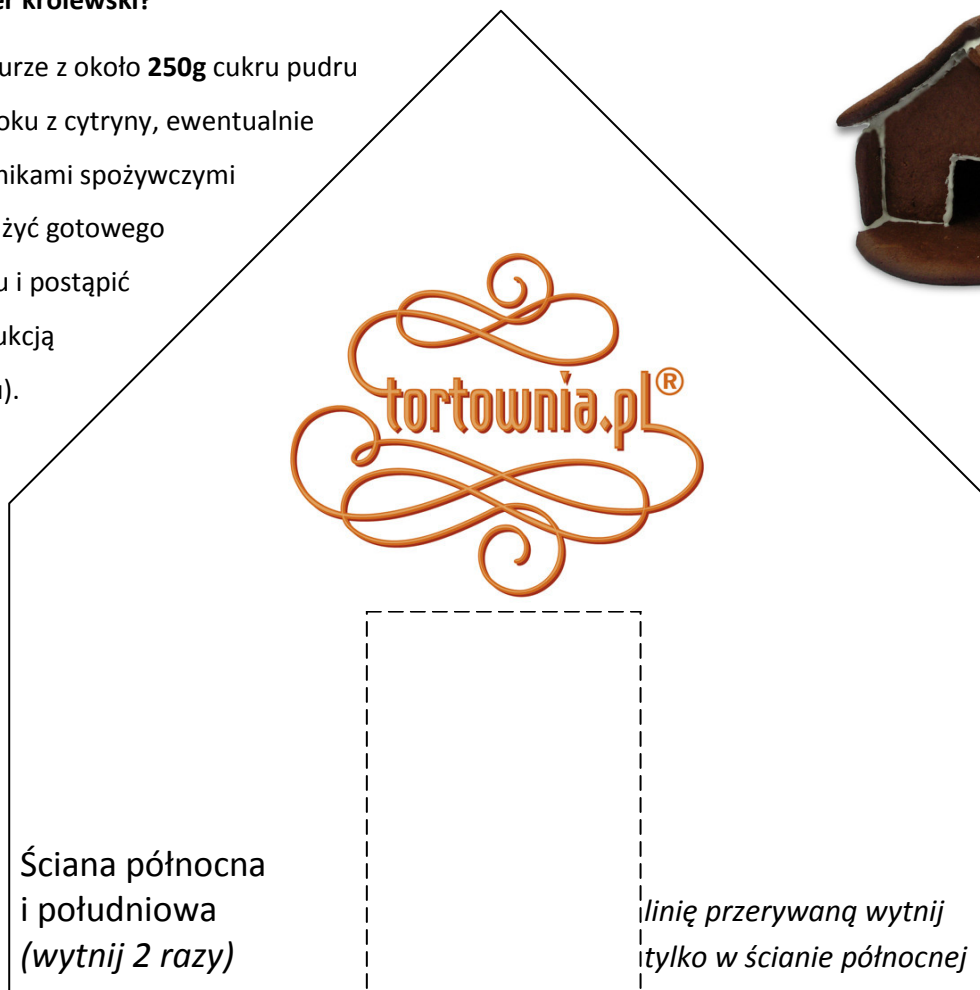 królewski?
urze z około 250g cukru pudru
oku z cytryny, ewentualnie
nikami spożywczymi
żyć gotowego
u i postąpić
ukcją
).
tortownia.pl®
Ściana północna
i południowa
(wytnij 2 razy)
linię przerywaną wytnij
tylko w ścianie północnej